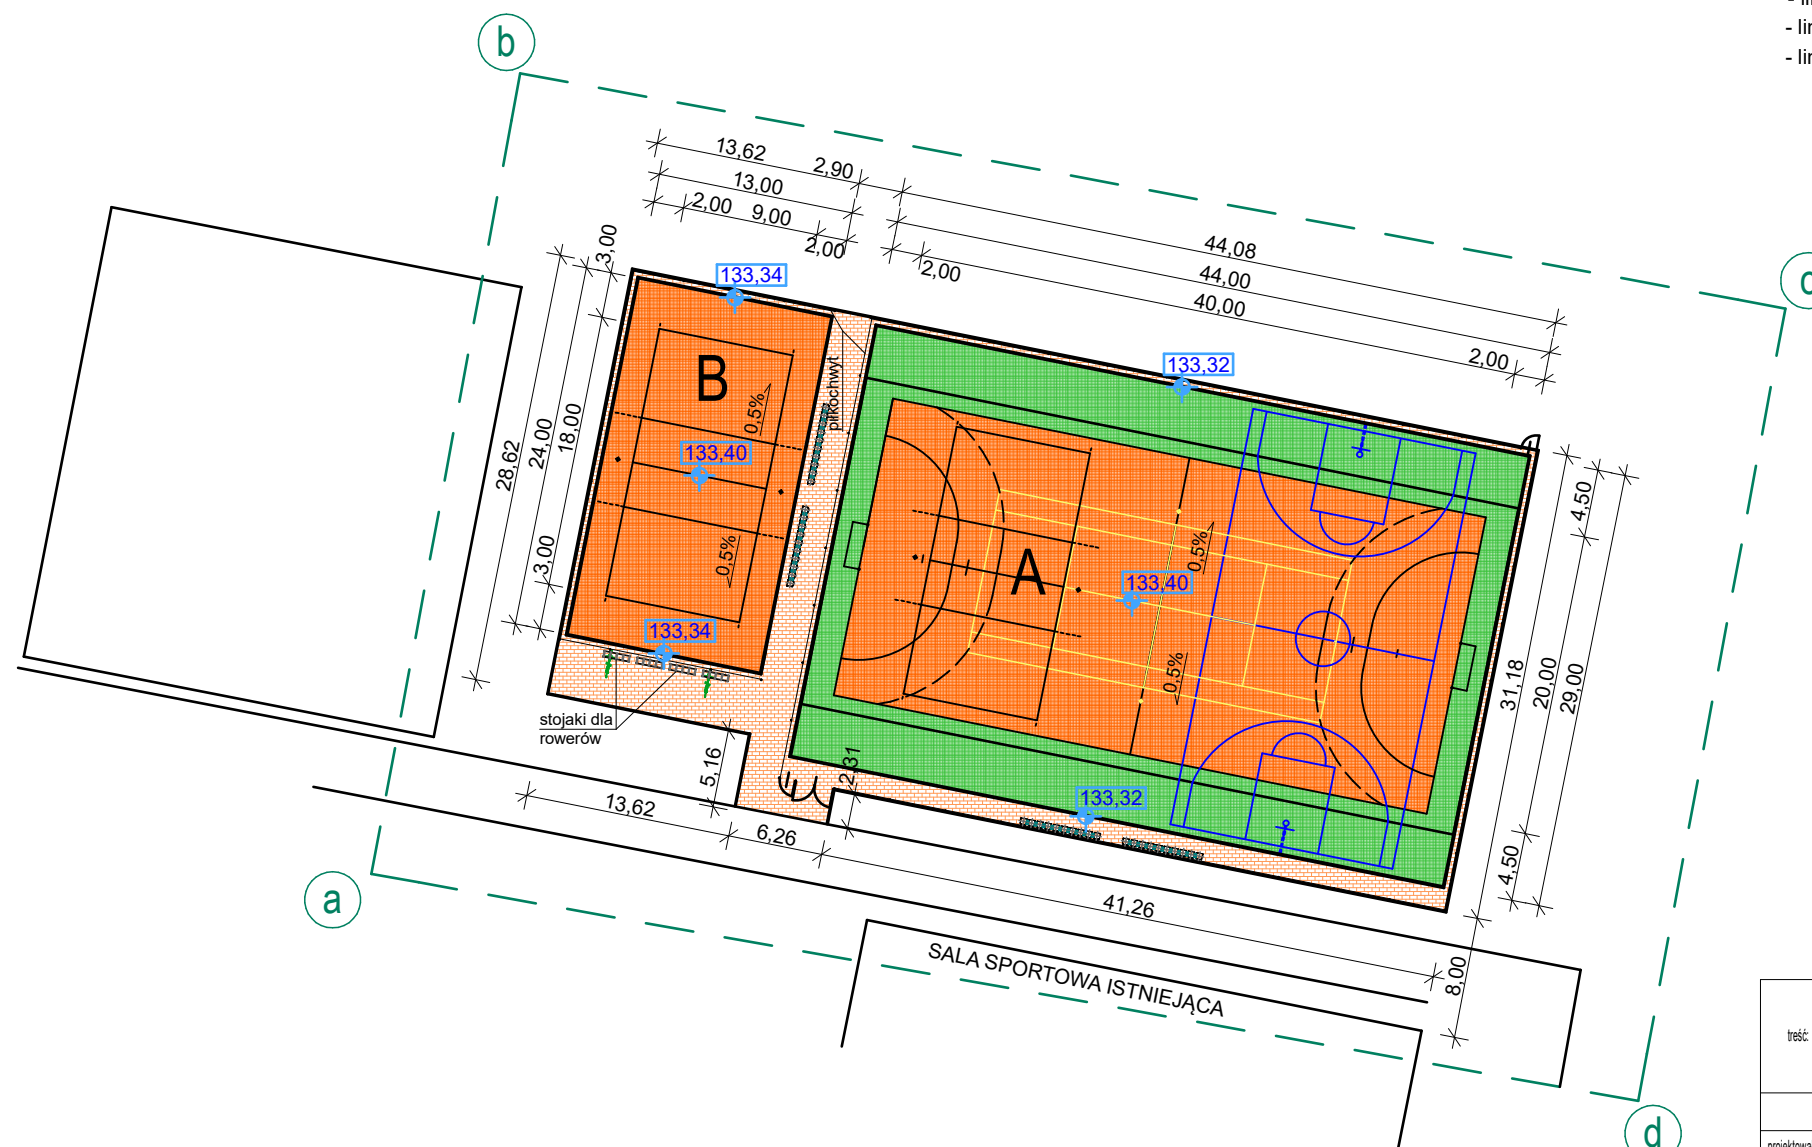 - lir
- lir
b
13,62
2,90
13,00
2,00
9,00
2,00
44,08
44,00
40,00
2,00
2,00
c
3,00
28,62
24,00
18,00
3,00
133,34
B
0,5%
133,40
0,5%
133,34
piłkochwyt
133,32
A
0,5%
133,40
0,5%
133,32
4,50
31,18
20,00
29,00
4,50
stojaki dla
rowerów
5,16
2,31
13,62
6,26
41,26
8,00
a
SALA SPORTOWA ISTNIEJĄCA
d
treść: